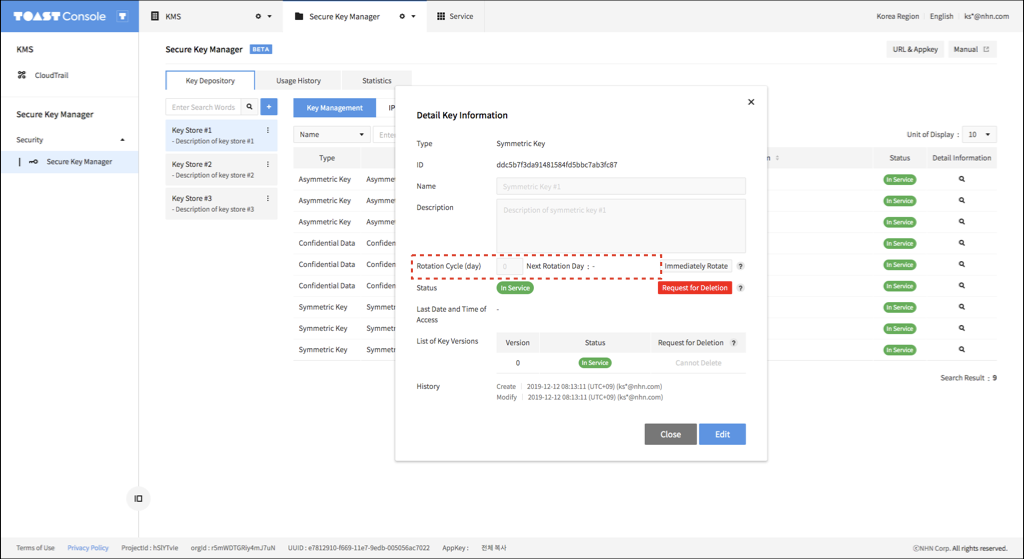 TOAST Console T
KMS
Secure Key Manager
Service
Korea Region English ks*@nhn.com
KMS
CloudTrail
Secure Key Manager
Security
Secure Key Manager
Secure Key Manager BETA
URL & Appkey Manual
Key Depository Usage History Statistics
Enter Search Words +
Key Store #1
- Description of key store #1
Key Store #2
- Description of key store #2
Key Store #3
- Description of key store #3
Key Management IP
Name Enter
Unit of Display : 10
Type Status Detail Information
Asymmetric Key Asymme In Service
Asymmetric Key Asymme In Service
Asymmetric Key Asymme In Service
Confidential Data Confiden In Service
Confidential Data Confiden In Service
Confidential Data Confiden In Service
Symmetric Key Symmetr In Service
Symmetric Key Symmetr In Service
Symmetric Key Symmetr In Service
Search Result : 9
Detail Key Information
Type Symmetric Key
ID ddc5b7f3da91481584fd5bbc7ab3fc87
Name Symmetric Key #1
Description Description of symmetric key #1
Rotation Cycle (day) 0 Next Rotation Day : - Immediately Rotate ?
Status In Service Request for Deletion ?
Last Date and Time of -
Access
List of Key Versions Version Status Request for Deletion ?
0 In Service Cannot Delete
History Create 2019-12-12 08:13:11 (UTC+09) (ks*@nhn.com)
Modify 2019-12-12 08:13:11 (UTC+09) (ks*@nhn.com)
Close Edit
Terms of Use Privacy Policy ProjectId : hSIYTvIe orgId : r5mWDTGRiy4mJ7uN UUID : e7812910-f669-11e7-9edb-005056ac7022 AppKey : 전체 복사 ⓒNHN Corp. All rights reserved.